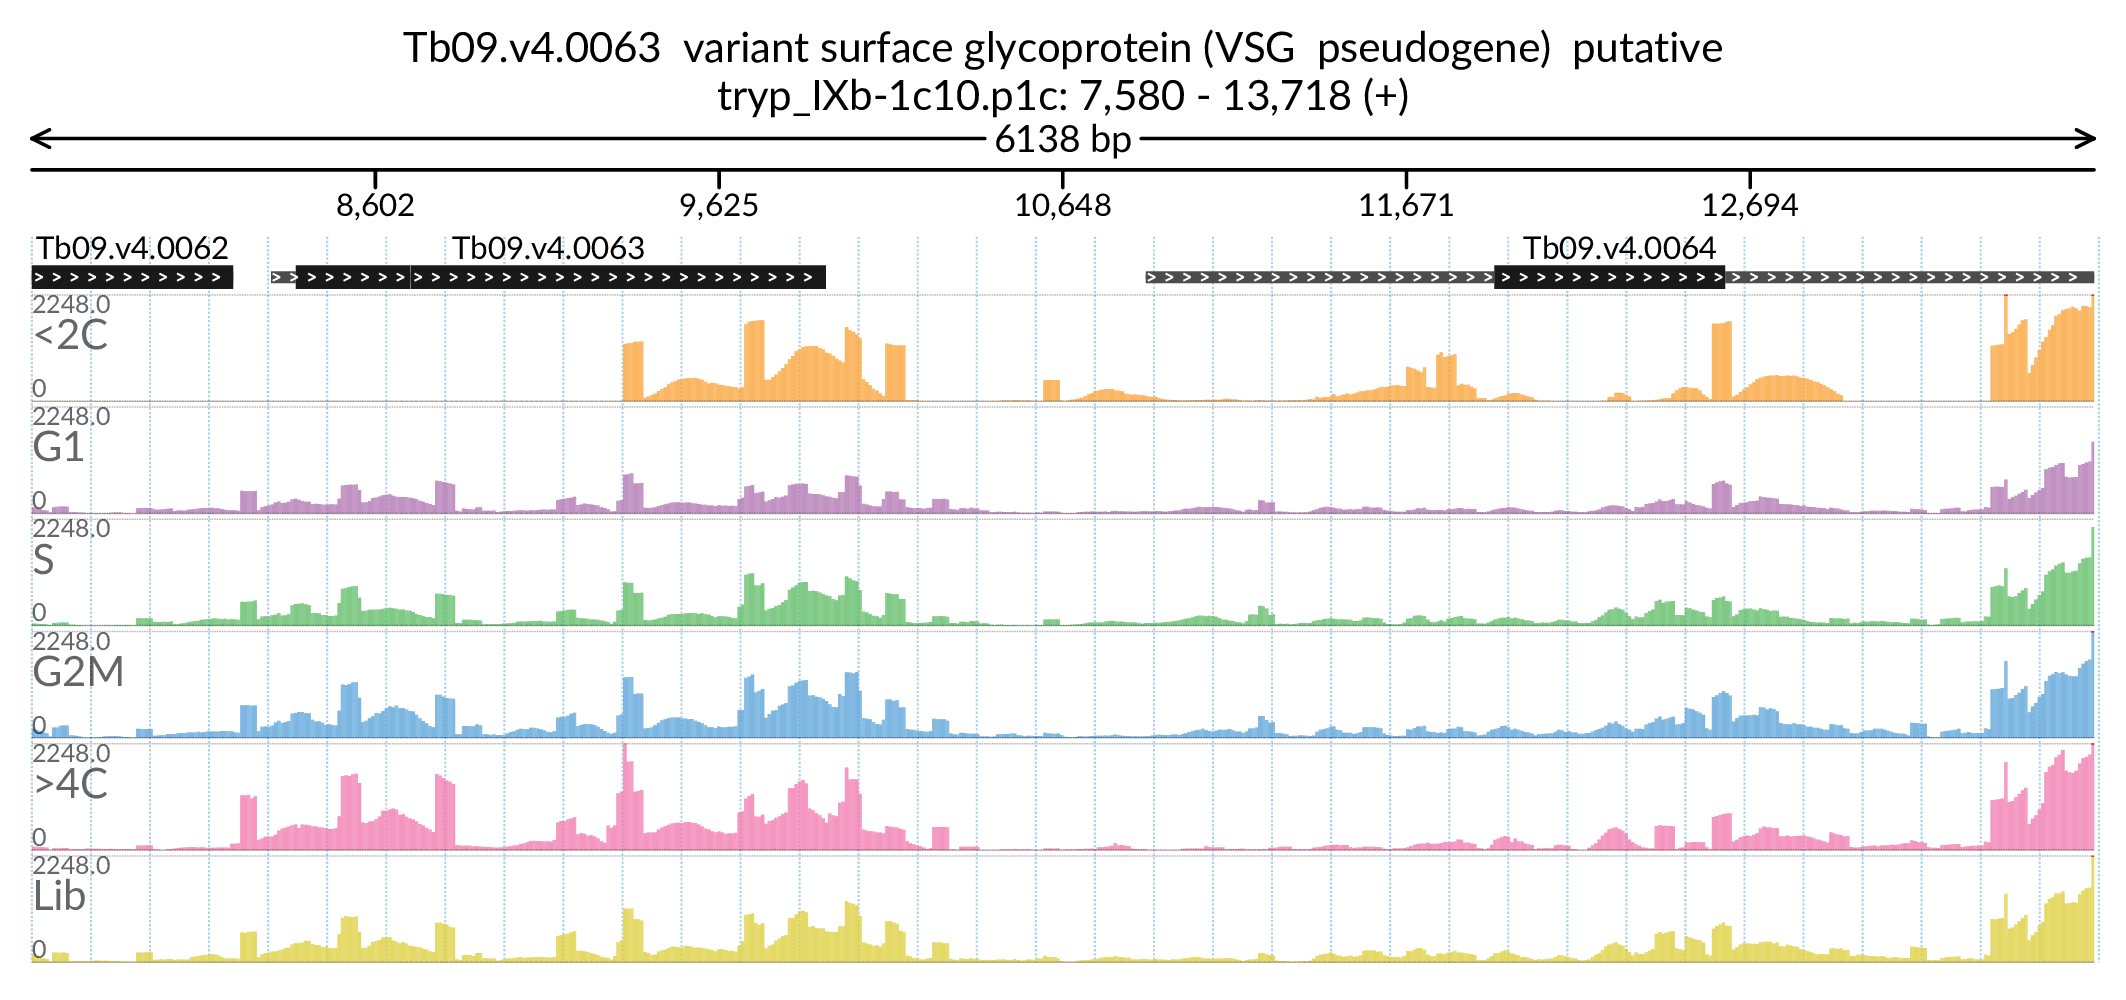 Tb09.v4.0063 variant surface glycoprotein (VSG pseudogene) putative
tryp_IXb-1c10.p1c: 7,580 - 13,718 (+)
6138 bp
8,602 9,625 10,648 11,671 12,694
Tb09.v4.0062 Tb09.v4.0063 Tb09.v4.0064
2248.0
<2C
0
2248.0
G1
0
2248.0
S
0
2248.0
G2M
0
2248.0
>4C
0
2248.0
Lib
0